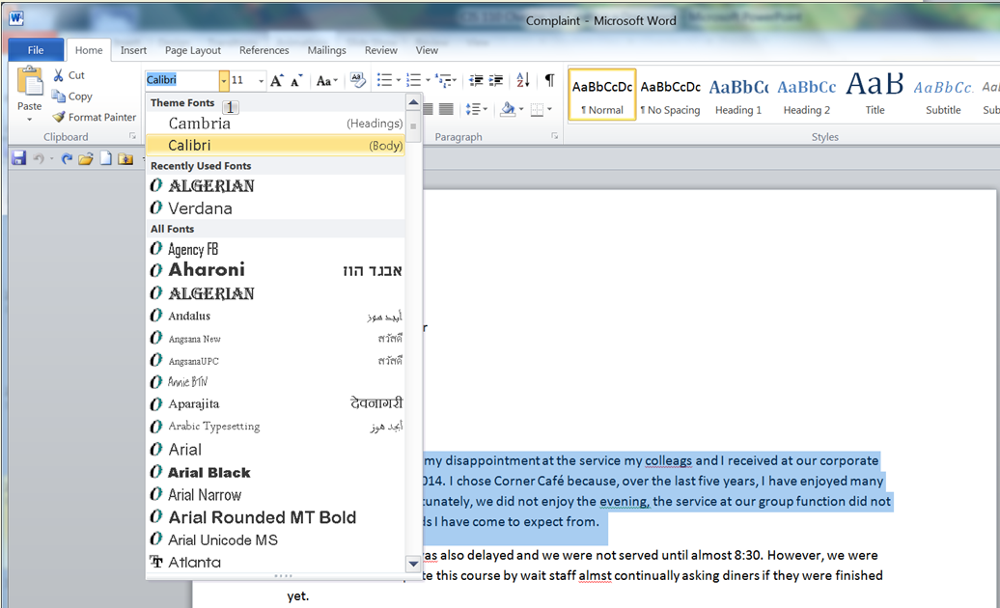 Complaint - Microsoft Word
File Home Insert Page Layout References Mailings Review View
Paste
Cut
Copy
Format Painter
Clipboard
Calibri 11
Aa
Paragraph
AaBbCcDc AaBbCcDc AaBbCc AaBbCc AaB AaBbCc.
¶ Normal ¶ No Spacing Heading 1 Heading 2 Title Subtitle
Styles
Theme Fonts 1
Cambria (Headings)
Calibri (Body)
Recently Used Fonts
ALGERIAN
Verdana
All Fonts
Agency FB
Aharoni אבגד הוז
ALGERIAN
Andalus أبجد هوز
Angsana New สวัสดี
AngsanaUPC สวัสดี
Annie BTN
Aparajita देवनागरी
Arabic Typesetting أبجد هوز
Arial
Arial Black
Arial Narrow
Arial Rounded MT Bold
Arial Unicode MS
Atlanta
r
my disappointment at the service my colleags and I received at our corporate
014. I chose Corner Café because, over the last five years, I have enjoyed many
tunately, we did not enjoy the evening, the service at our group function did not
ds I have come to expect from.
as also delayed and we were not served until almost 8:30. However, we were
te this course by wait staff almst continually asking diners if they were finished
yet.